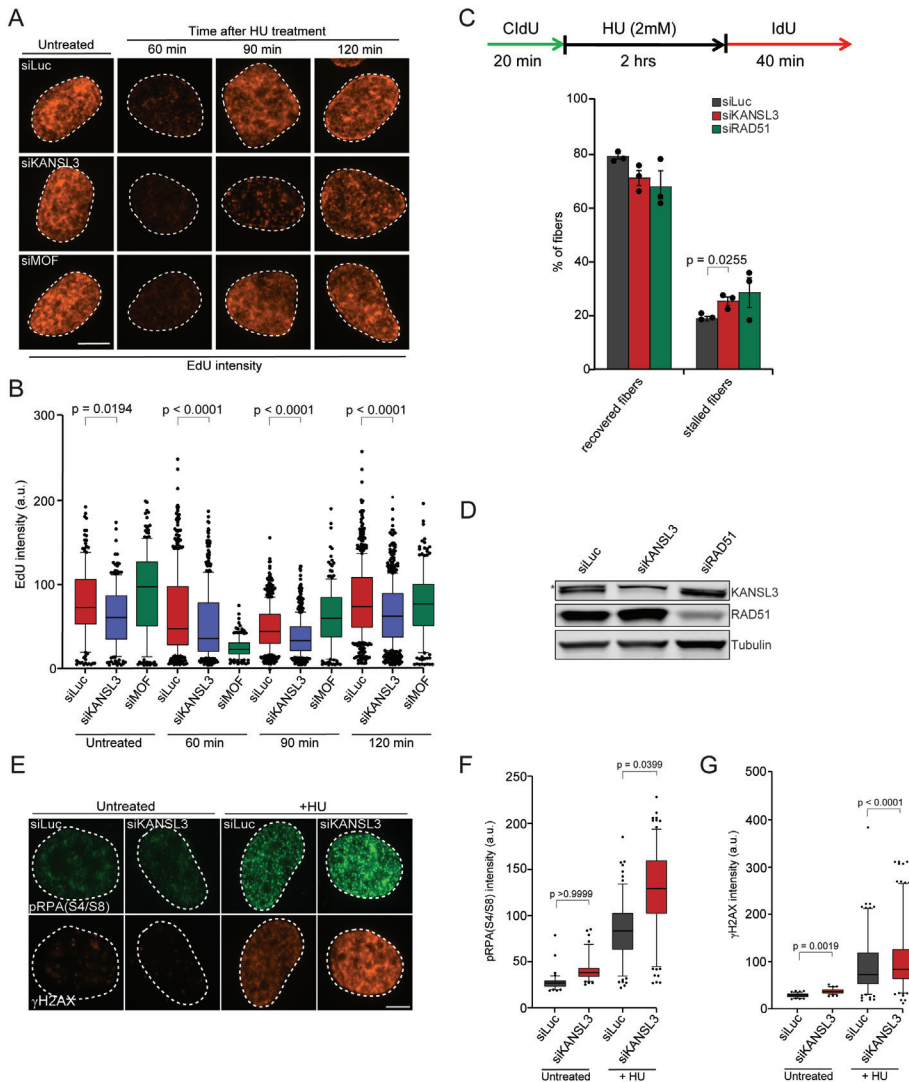 A
Time after HU treatment
Untreated
60 min
90 min
120 min
siLuc
siKANSL3
siMOF
EdU intensity
B
EdU intensity (a.u.)
300
200
100
0
p = 0.0194
p < 0.0001
p < 0.0001
p < 0.0001
siLuc
siKANSL3
siMOF
siLuc
siKANSL3
siMOF
siLuc
siKANSL3
siMOF
siLuc
siKANSL3
siMOF
Untreated
60 min
90 min
120 min
C
CldU
HU (2mM)
IdU
20 min
2 hrs
40 min
siLuc
siKANSL3
siRAD51
% of fibers
100
80
60
40
20
0
p = 0.0255
recovered fibers
stalled fibers
D
siLuc
siKANSL3
siRAD51
*
KANSL3
RAD51
Tubulin
E
Untreated
+HU
siLuc
siKANSL3
siLuc
siKANSL3
pRPA(S4/S8)
γH2AX
F
pRPA(S4/S8) intensity (a.u.)
250
200
150
100
50
0
p >0.9999
p = 0.0399
siLuc
siKANSL3
siLuc
siKANSL3
Untreated
+ HU
G
γH2AX intensity (a.u.)
500
400
300
200
100
0
p = 0.0019
p < 0.0001
siLuc
siKANSL3
siLuc
siKANSL3
Untreated
+ HU